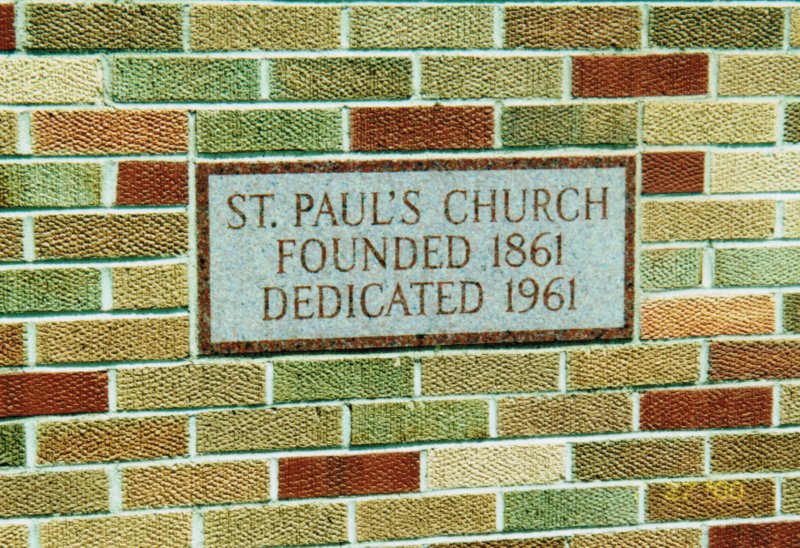 ST. PAUL'S CHURCH
FOUNDED 1861
DEDICATED 1961